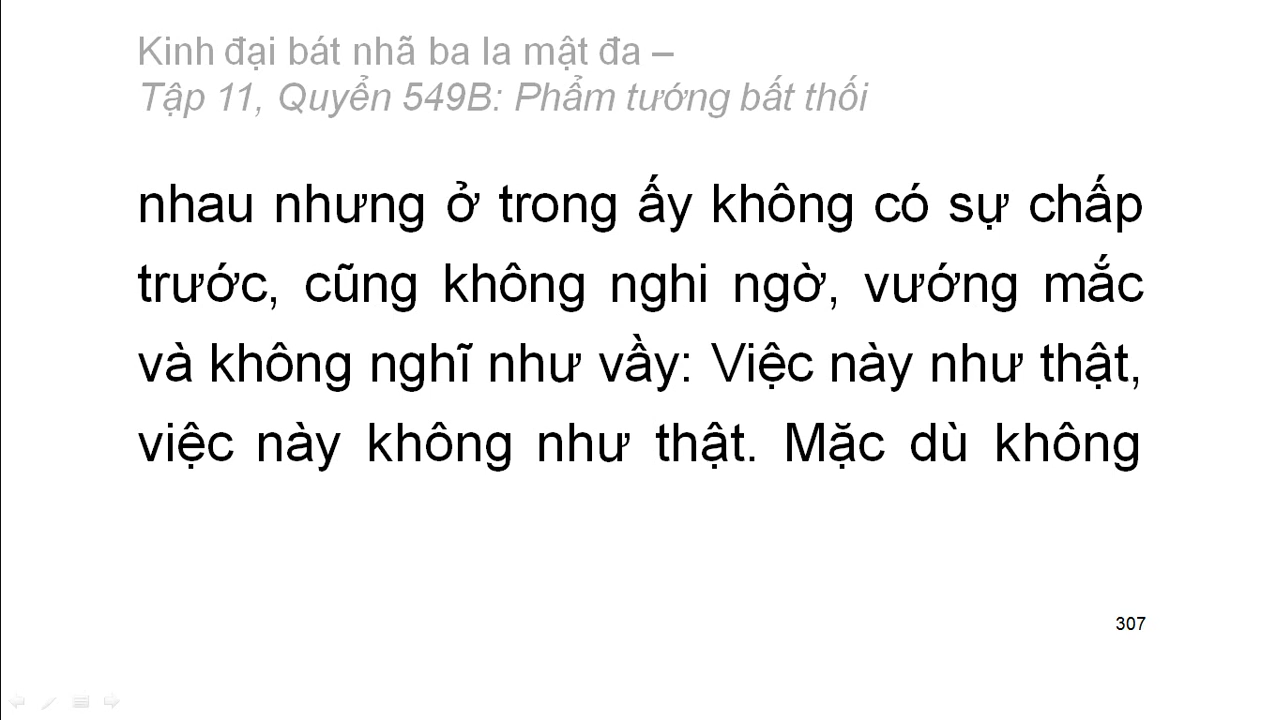 Kinh đại bát nhã ba la mật đa –
Tập 11, Quyển 549B: Phẩm tướng bất thối
nhau nhưng ở trong ấy không có sự chấp
trước, cũng không nghi ngờ, vướng mắc
và không nghĩ như vầy: Việc này như thật,
việc này không như thật. Mặc dù không
307